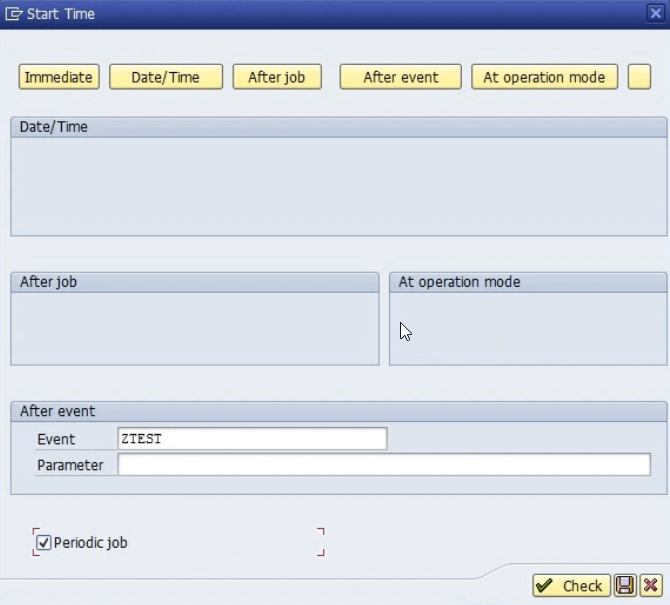 Start Time
Immediate Date/Time After job After event At operation mode
Date/Time
After job At operation mode
After event
Event ZTEST
Parameter
Periodic job
Check